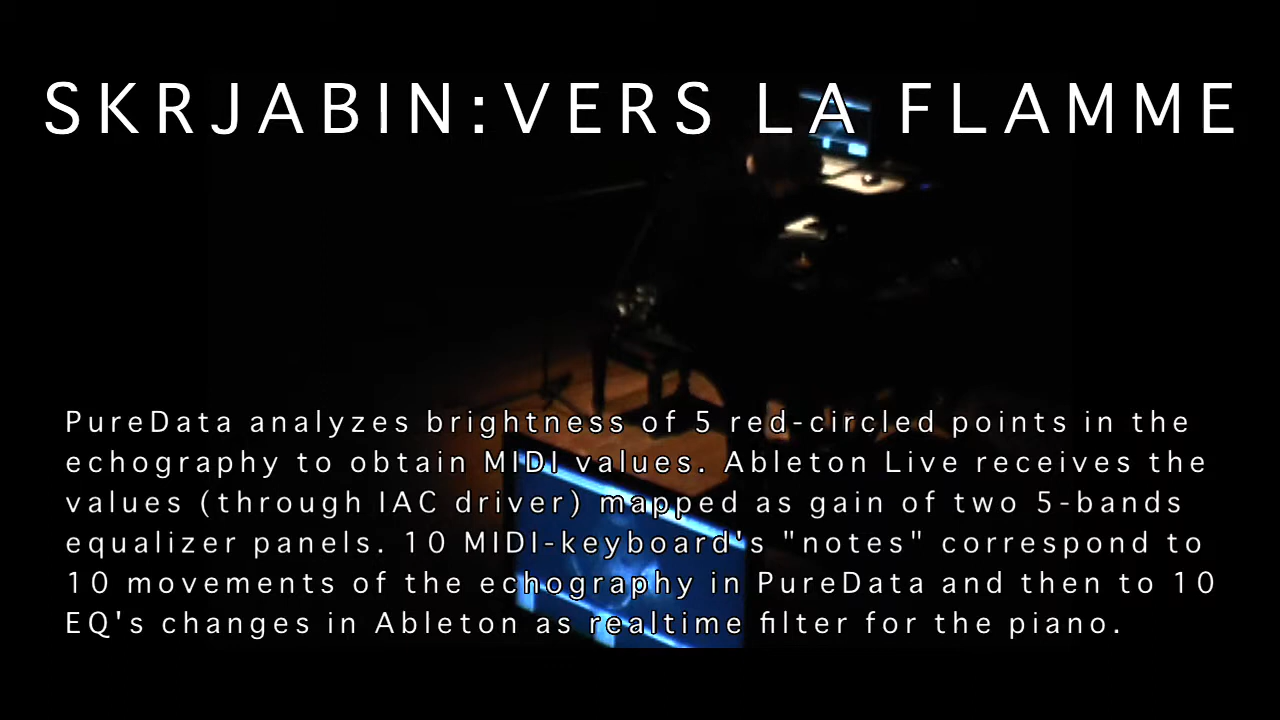 SKRJABIN:VERS LA FLAMME
PureData analyzes brightness of 5 red-circled points in the
echography to obtain MIDI values. Ableton Live receives the
values (through IAC driver) mapped as gain of two 5-bands
equalizer panels. 10 MIDI-keyboard's "notes" correspond to
10 movements of the echography in PureData and then to 10
EQ's changes in Ableton as realtime filter for the piano.